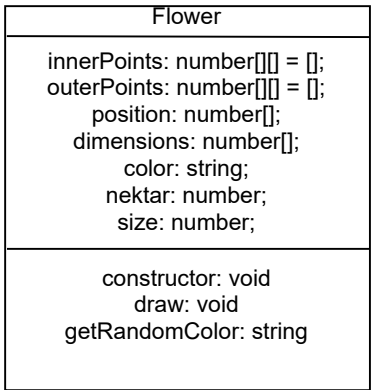 Flower
innerPoints: number[][] = [];
outerPoints: number[][] = [];
position: number[];
dimensions: number[];
color: string;
nektar: number;
size: number;
constructor: void
draw: void
getRandomColor: string